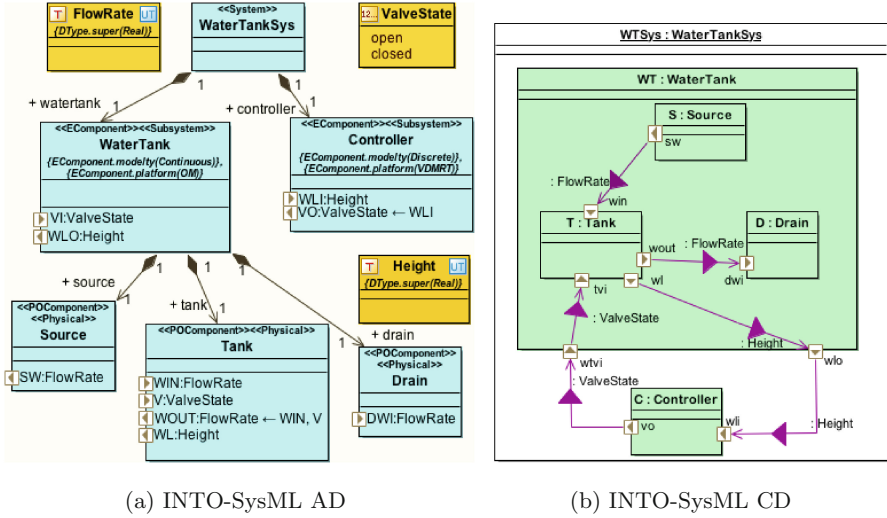 T FlowRate UT
{DType.super(Real)}
<<System>>
WaterTankSys
12... ValveState
open
closed
+ watertank
1
1
+ controller
1
1
<<EComponent>><<Subsystem>>
WaterTank
{EComponent.modelty(Continuous)},
{EComponent.platform(OM)}
VI:ValveState
WLO:Height
<<EComponent>><<Subsystem>>
Controller
{EComponent.modelty(Discrete)},
{EComponent.platform(VDMRT)}
WLI:Height
VO:ValveState ← WLI
+ source
1
1
+ tank
1
1
1
+ drain
1
T Height UT
{DType.super(Real)}
<<POComponent>>
<<Physical>>
Source
SW:FlowRate
<<POComponent>><<Physical>>
Tank
WIN:FlowRate
V:ValveState
WOUT:FlowRate ← WIN, V
WL:Height
<<POComponent>>
<<Physical>>
Drain
DWI:FlowRate
(a) INTO-SysML AD
WTSys : WaterTankSys
WT : WaterTank
S : Source
sw
: FlowRate
win
T : Tank
wout
: FlowRate
D : Drain
dwi
tvi
wl
: ValveState
: Height
wtvi
wlo
: ValveState
C : Controller
vo
wli
: Height
(b) INTO-SysML CD